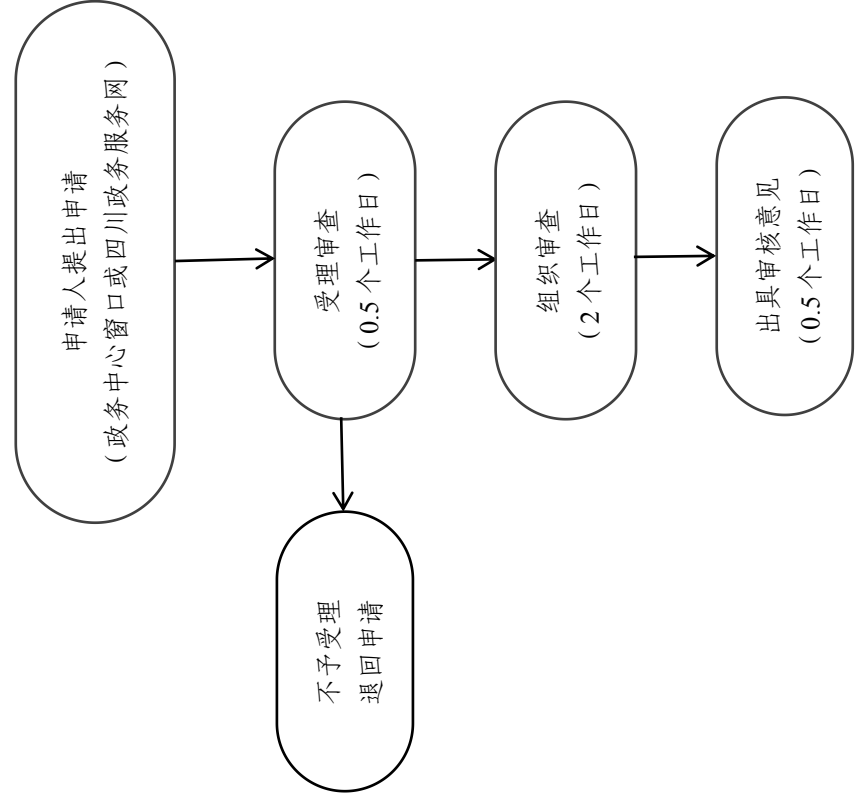 申请人提出申请
（政务中心窗口或四川政务服务网）
受理审查
（0.5 个工作日）
不予受理
退回申请
组织审查
（2 个工作日）
出具审核意见
（0.5 个工作日）